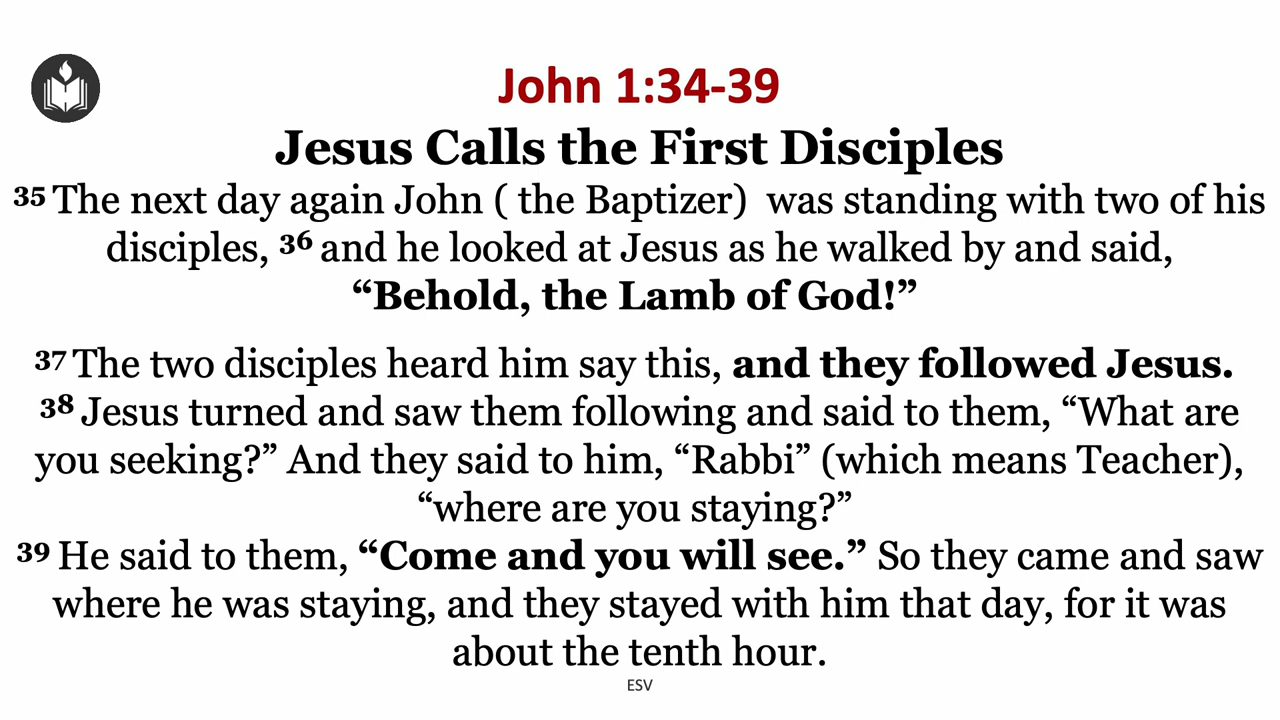 John 1:34-39
Jesus Calls the First Disciples
35 The next day again John ( the Baptizer)  was standing with two of his
disciples, 36 and he looked at Jesus as he walked by and said,
“Behold, the Lamb of God!”
37 The two disciples heard him say this, and they followed Jesus.
38 Jesus turned and saw them following and said to them, “What are
you seeking?” And they said to him, “Rabbi” (which means Teacher),
“where are you staying?”
39 He said to them, “Come and you will see.” So they came and saw
where he was staying, and they stayed with him that day, for it was
about the tenth hour.
ESV